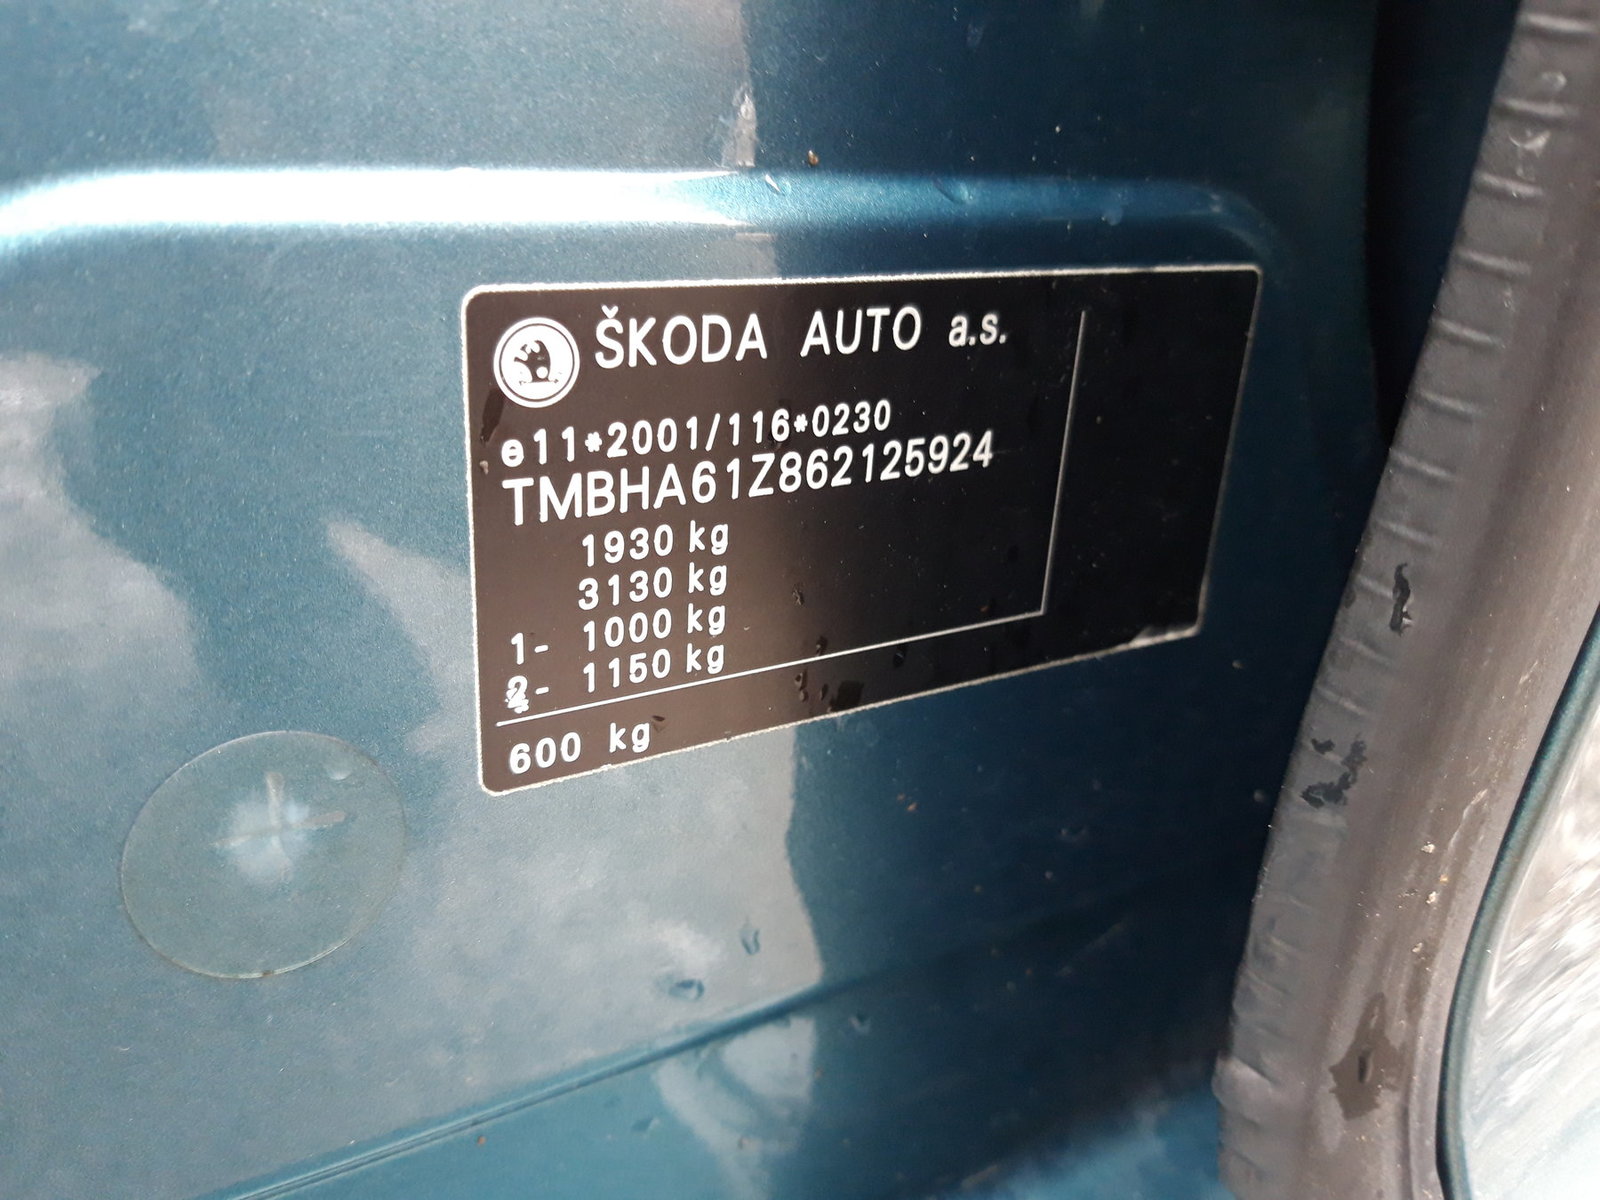 ŠKODA AUTO a.s.
e11*2001/116*0230
TMBHA61Z862125924
1930 kg
3130 kg
1- 1000 kg
2- 1150 kg
600 kg